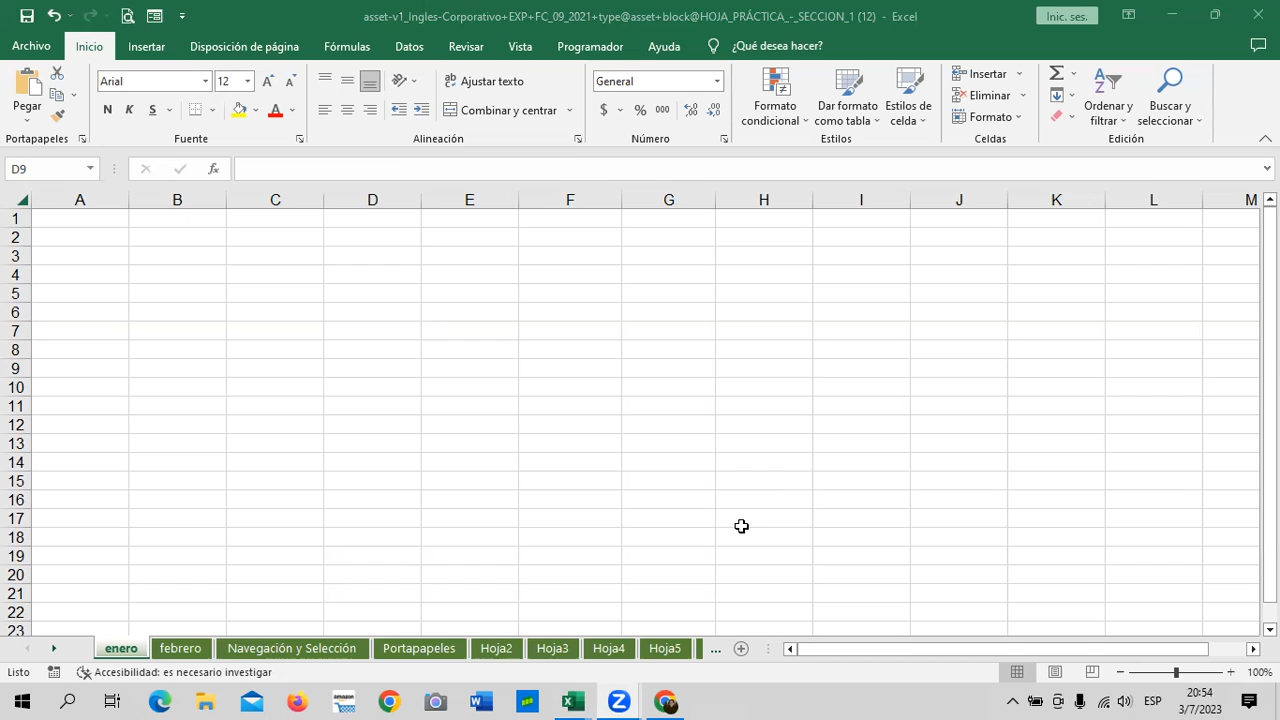 asset-v1_Ingles-Corporativo+EXP+FC_09_2021+type@asset+block@HOJA_PRÁCTICA_-_SECCION_1 (12) - Excel
Inic. ses.
Archivo Inicio Insertar Disposición de página Fórmulas Datos Revisar Vista Programador Ayuda ¿Qué desea hacer?
Pegar
Arial 12
N K S
Ajustar texto
Combinar y centrar
General
$ % 000
Formato condicional
Dar formato como tabla
Estilos de celda
Insertar
Eliminar
Formato
Ordenar y filtrar
Buscar y seleccionar
Portapapeles Fuente Alineación Número Estilos Celdas Edición
D9 fx
A B C D E F G H I J K L M
1
2
3
4
5
6
7
8
9
10
11
12
13
14
15
16
17
18
19
20
21
22
23
enero febrero Navegación y Selección Portapapeles Hoja2 Hoja3 Hoja4 Hoja5 ...
Listo Accesibilidad: es necesario investigar 100%
ESP 20:54
3/7/2023